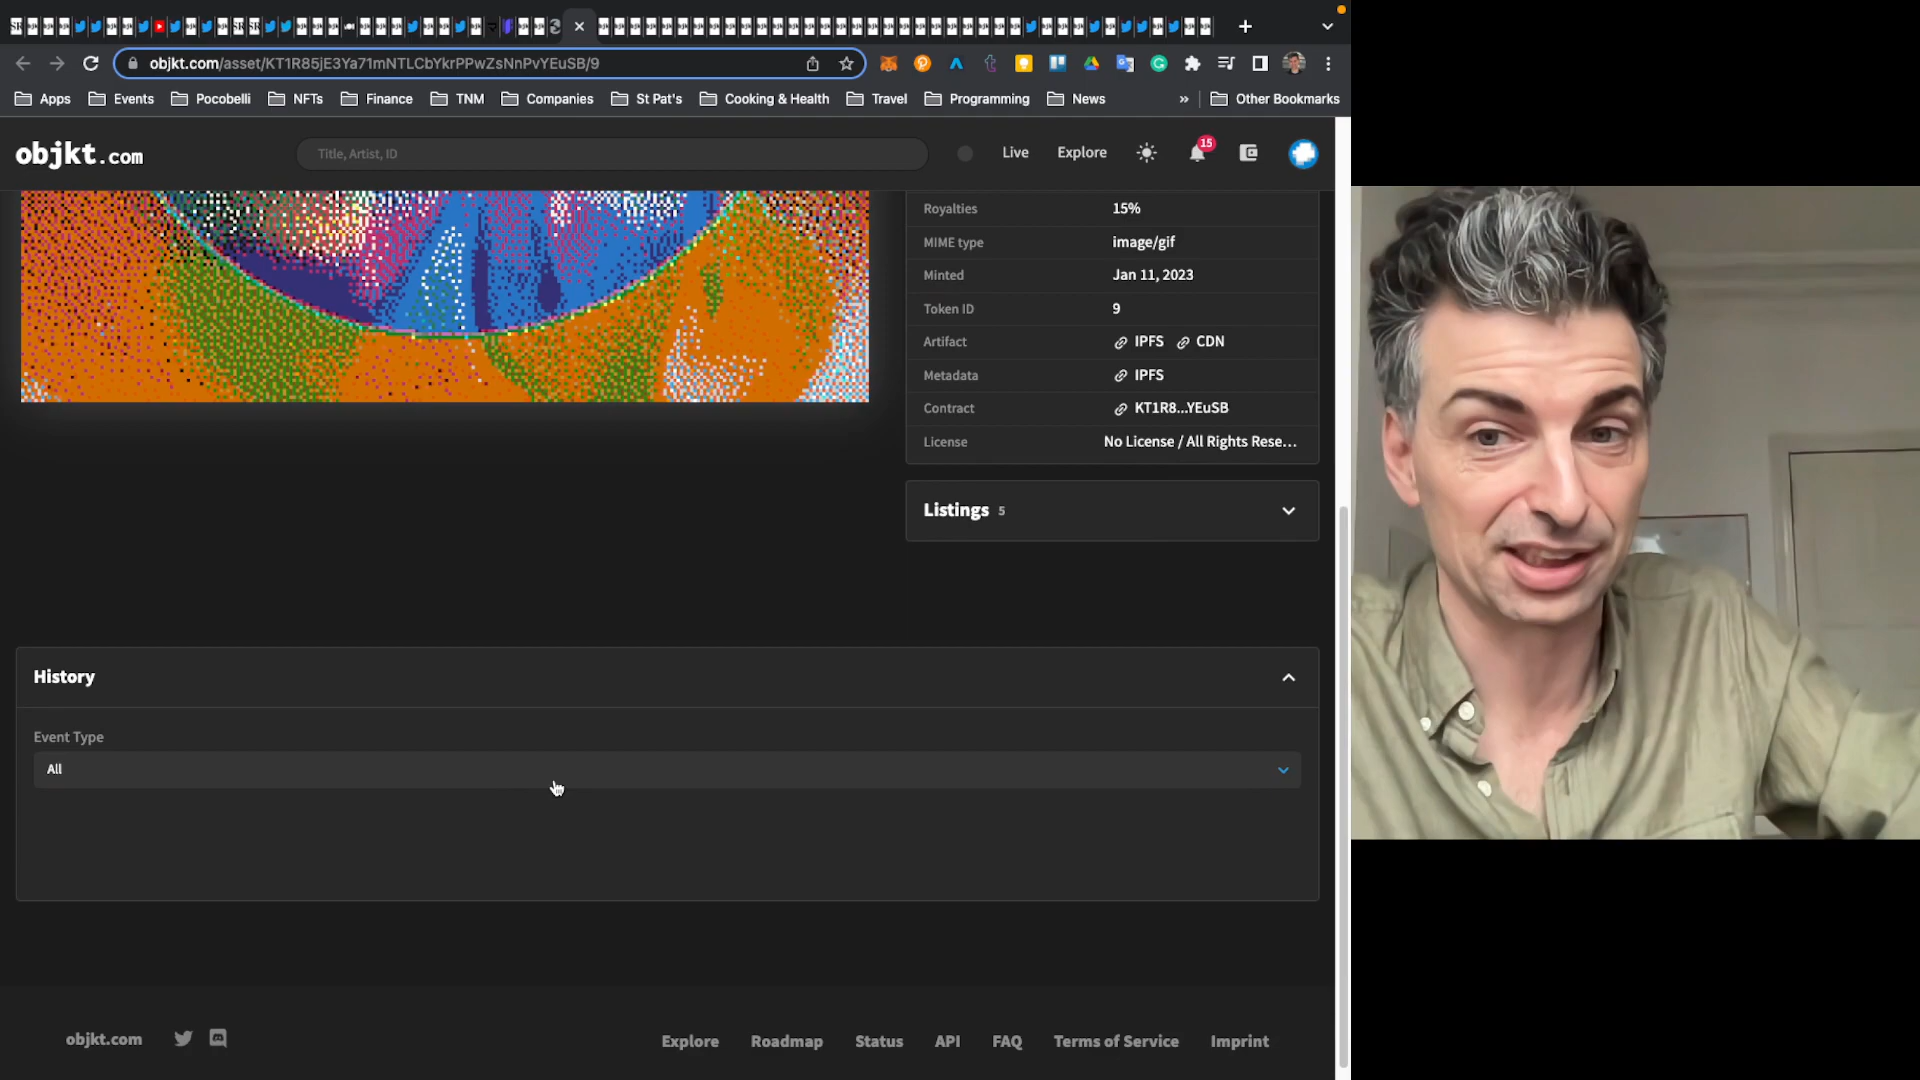 objkt.com/asset/KT1R85jE3Ya71mNTLCbYkrPPwZsNnPvYEuSB/9
Apps
Events
Pocobelli
NFTs
Finance
TNM
Companies
St Pat's
Cooking & Health
Travel
Programming
News
»
Other Bookmarks
objkt.com
Title, Artist, ID
Live
Explore
15
Royalties 15%
MIME type image/gif
Minted Jan 11, 2023
Token ID 9
Artifact IPFS CDN
Metadata IPFS
Contract KT1R8...YEuSB
License No License / All Rights Rese...
Listings 5
History
Event Type
All
objkt.com
Explore
Roadmap
Status
API
FAQ
Terms of Service
Imprint